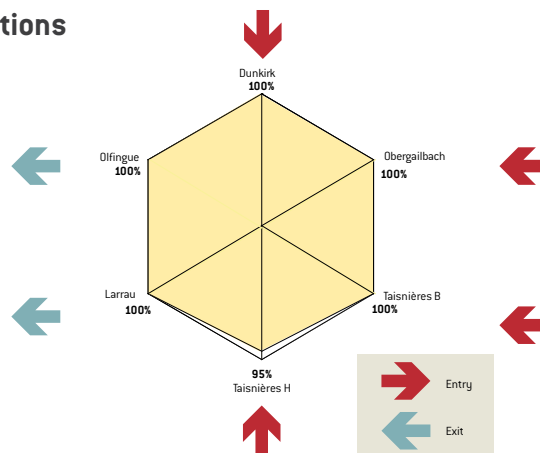 tions
Dunkirk
100%
Olfingue
100%
Obergailbach
100%
Larrau
100%
Taisnières B
100%
95%
Taisnières H
Entry
Exit